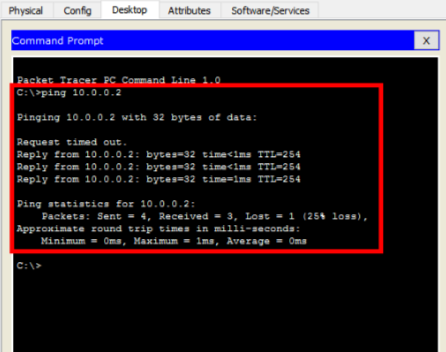 Physical Config Desktop Attributes Software/Services
Command Prompt X
Packet Tracer PC Command Line 1.0
C:\>ping 10.0.0.2
Pinging 10.0.0.2 with 32 bytes of data:
Request timed out.
Reply from 10.0.0.2: bytes=32 time<1ms TTL=254
Reply from 10.0.0.2: bytes=32 time<1ms TTL=254
Reply from 10.0.0.2: bytes=32 time<1ms TTL=254
Ping statistics for 10.0.0.2:
Packets: Sent = 4, Received = 3, Lost = 1 (25% loss),
Approximate round trip times in milli-seconds:
Minimum = 0ms, Maximum = 1ms, Average = 0ms
C:\>